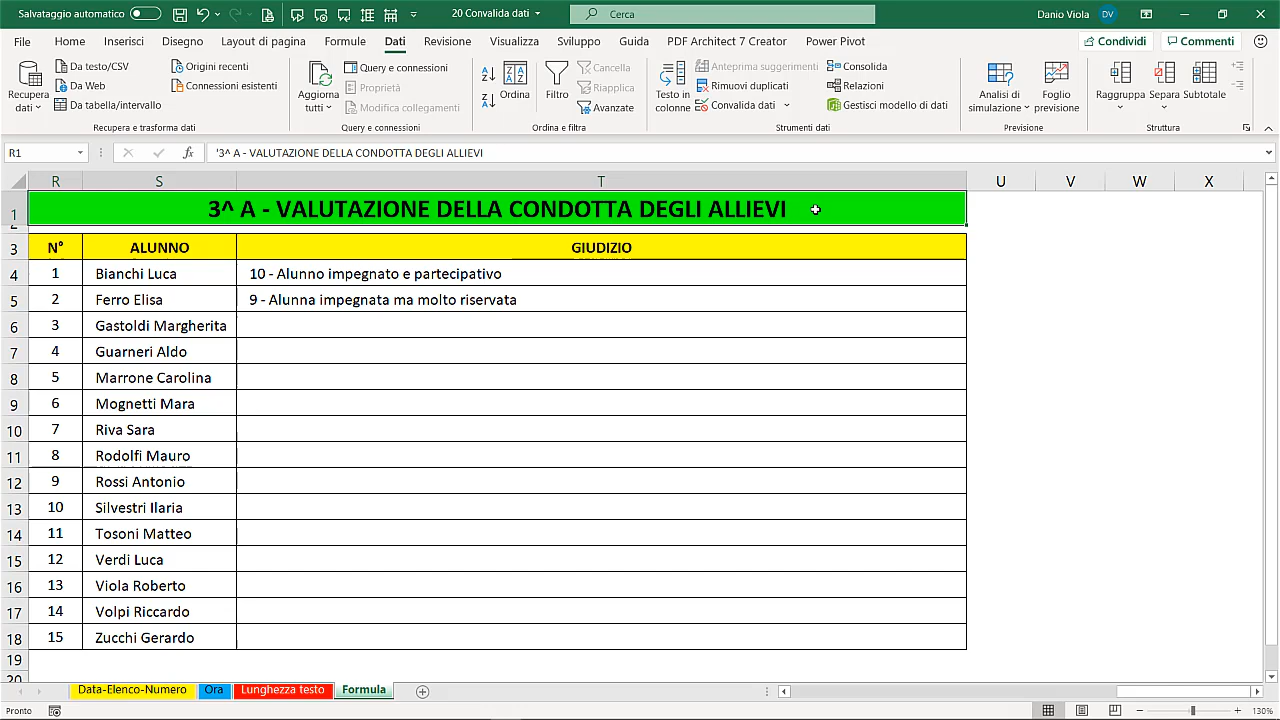 Salvataggio automatico
20 Convalida dati
Cerca
Danio Viola DV
File Home Inserisci Disegno Layout di pagina Formule Dati Revisione Visualizza Sviluppo Guida PDF Architect 7 Creator Power Pivot Condividi Commenti
Recupera dati
Da testo/CSV
Da Web
Da tabella/intervallo
Origini recenti
Connessioni esistenti
Recupera e trasforma dati
Aggiorna tutti
Query e connessioni
Proprietà
Modifica collegamenti
Query e connessioni
Ordina
Filtro
Cancella
Riapplica
Avanzate
Ordina e filtra
Testo in colonne
Anteprima suggerimenti
Rimuovi duplicati
Convalida dati
Consolida
Relazioni
Gestisci modello di dati
Strumenti dati
Analisi di simulazione
Foglio previsione
Previsione
Raggruppa
Separa
Subtotale
Struttura
R1
fx
'3^ A - VALUTAZIONE DELLA CONDOTTA DEGLI ALLIEVI
R S T U V W X
1 3^ A - VALUTAZIONE DELLA CONDOTTA DEGLI ALLIEVI
2
3 N° ALUNNO GIUDIZIO
4 1 Bianchi Luca 10 - Alunno impegnato e partecipativo
5 2 Ferro Elisa 9 - Alunna impegnata ma molto riservata
6 3 Gastoldi Margherita
7 4 Guarneri Aldo
8 5 Marrone Carolina
9 6 Mognetti Mara
10 7 Riva Sara
11 8 Rodolfi Mauro
12 9 Rossi Antonio
13 10 Silvestri Ilaria
14 11 Tosoni Matteo
15 12 Verdi Luca
16 13 Viola Roberto
17 14 Volpi Riccardo
18 15 Zucchi Gerardo
19
20
Data-Elenco-Numero Ora Lunghezza testo Formula
Pronto
130%